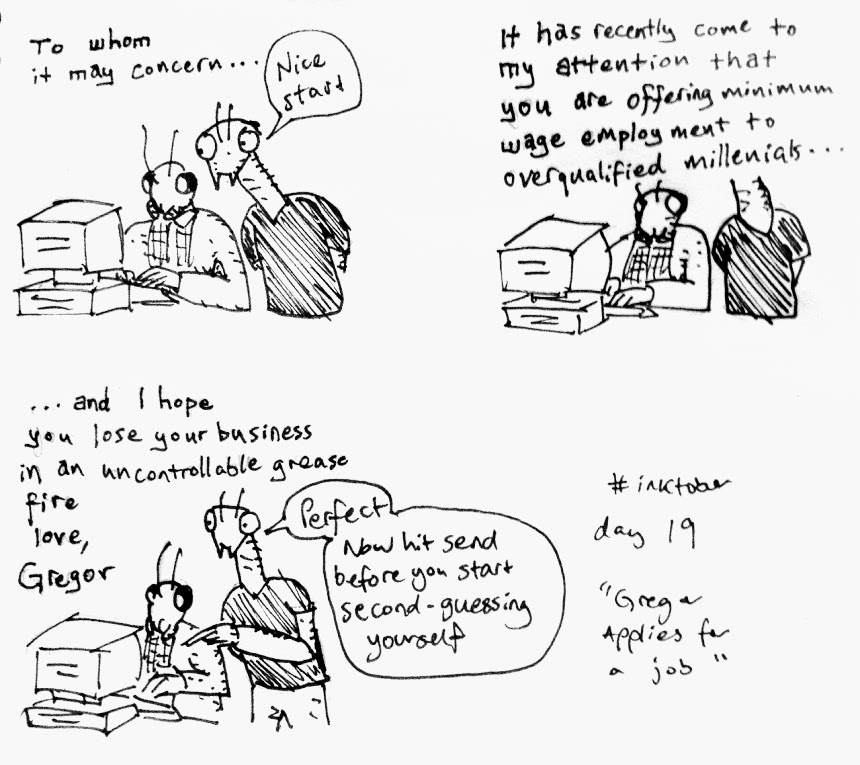 To whom
it may concern...
Nice
start
It has recently come to
my attention that
you are offering minimum
wage employment to
overqualified millenials...
...and I hope
you lose your business
in an uncontrollable grease
fire
love,
Gregor
Perfect
Now hit send
before you start
second-guessing
yourself
#inktober
day 19
"Gregor
Applies for
a job"